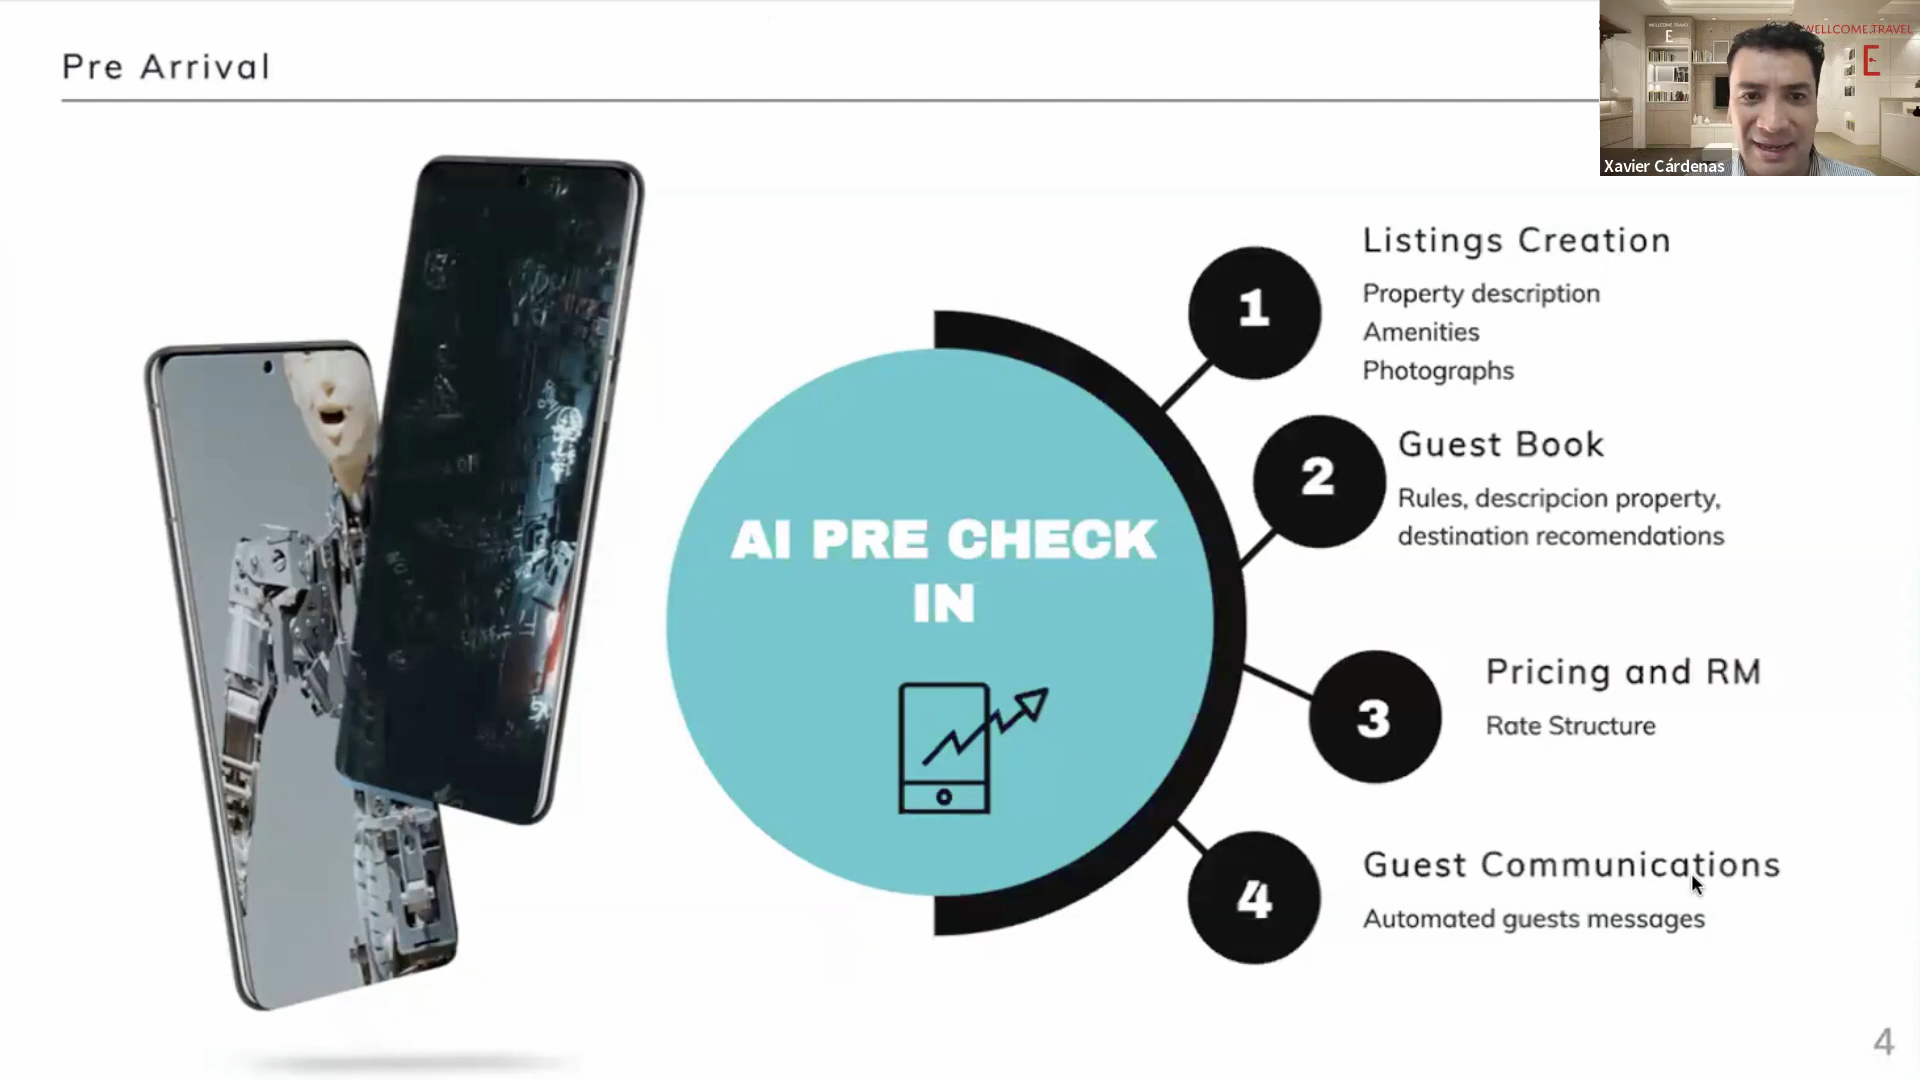 Pre Arrival
WELLCOME.TRAVEL
E
WELLCOME.TRAVEL
E
Xavier Cárdenas
1
Listings Creation
Property description
Amenities
Photographs
2
Guest Book
Rules, descripcion property,
destination recomendations
AI PRE CHECK
IN
3
Pricing and RM
Rate Structure
4
Guest Communications
Automated guests messages
4